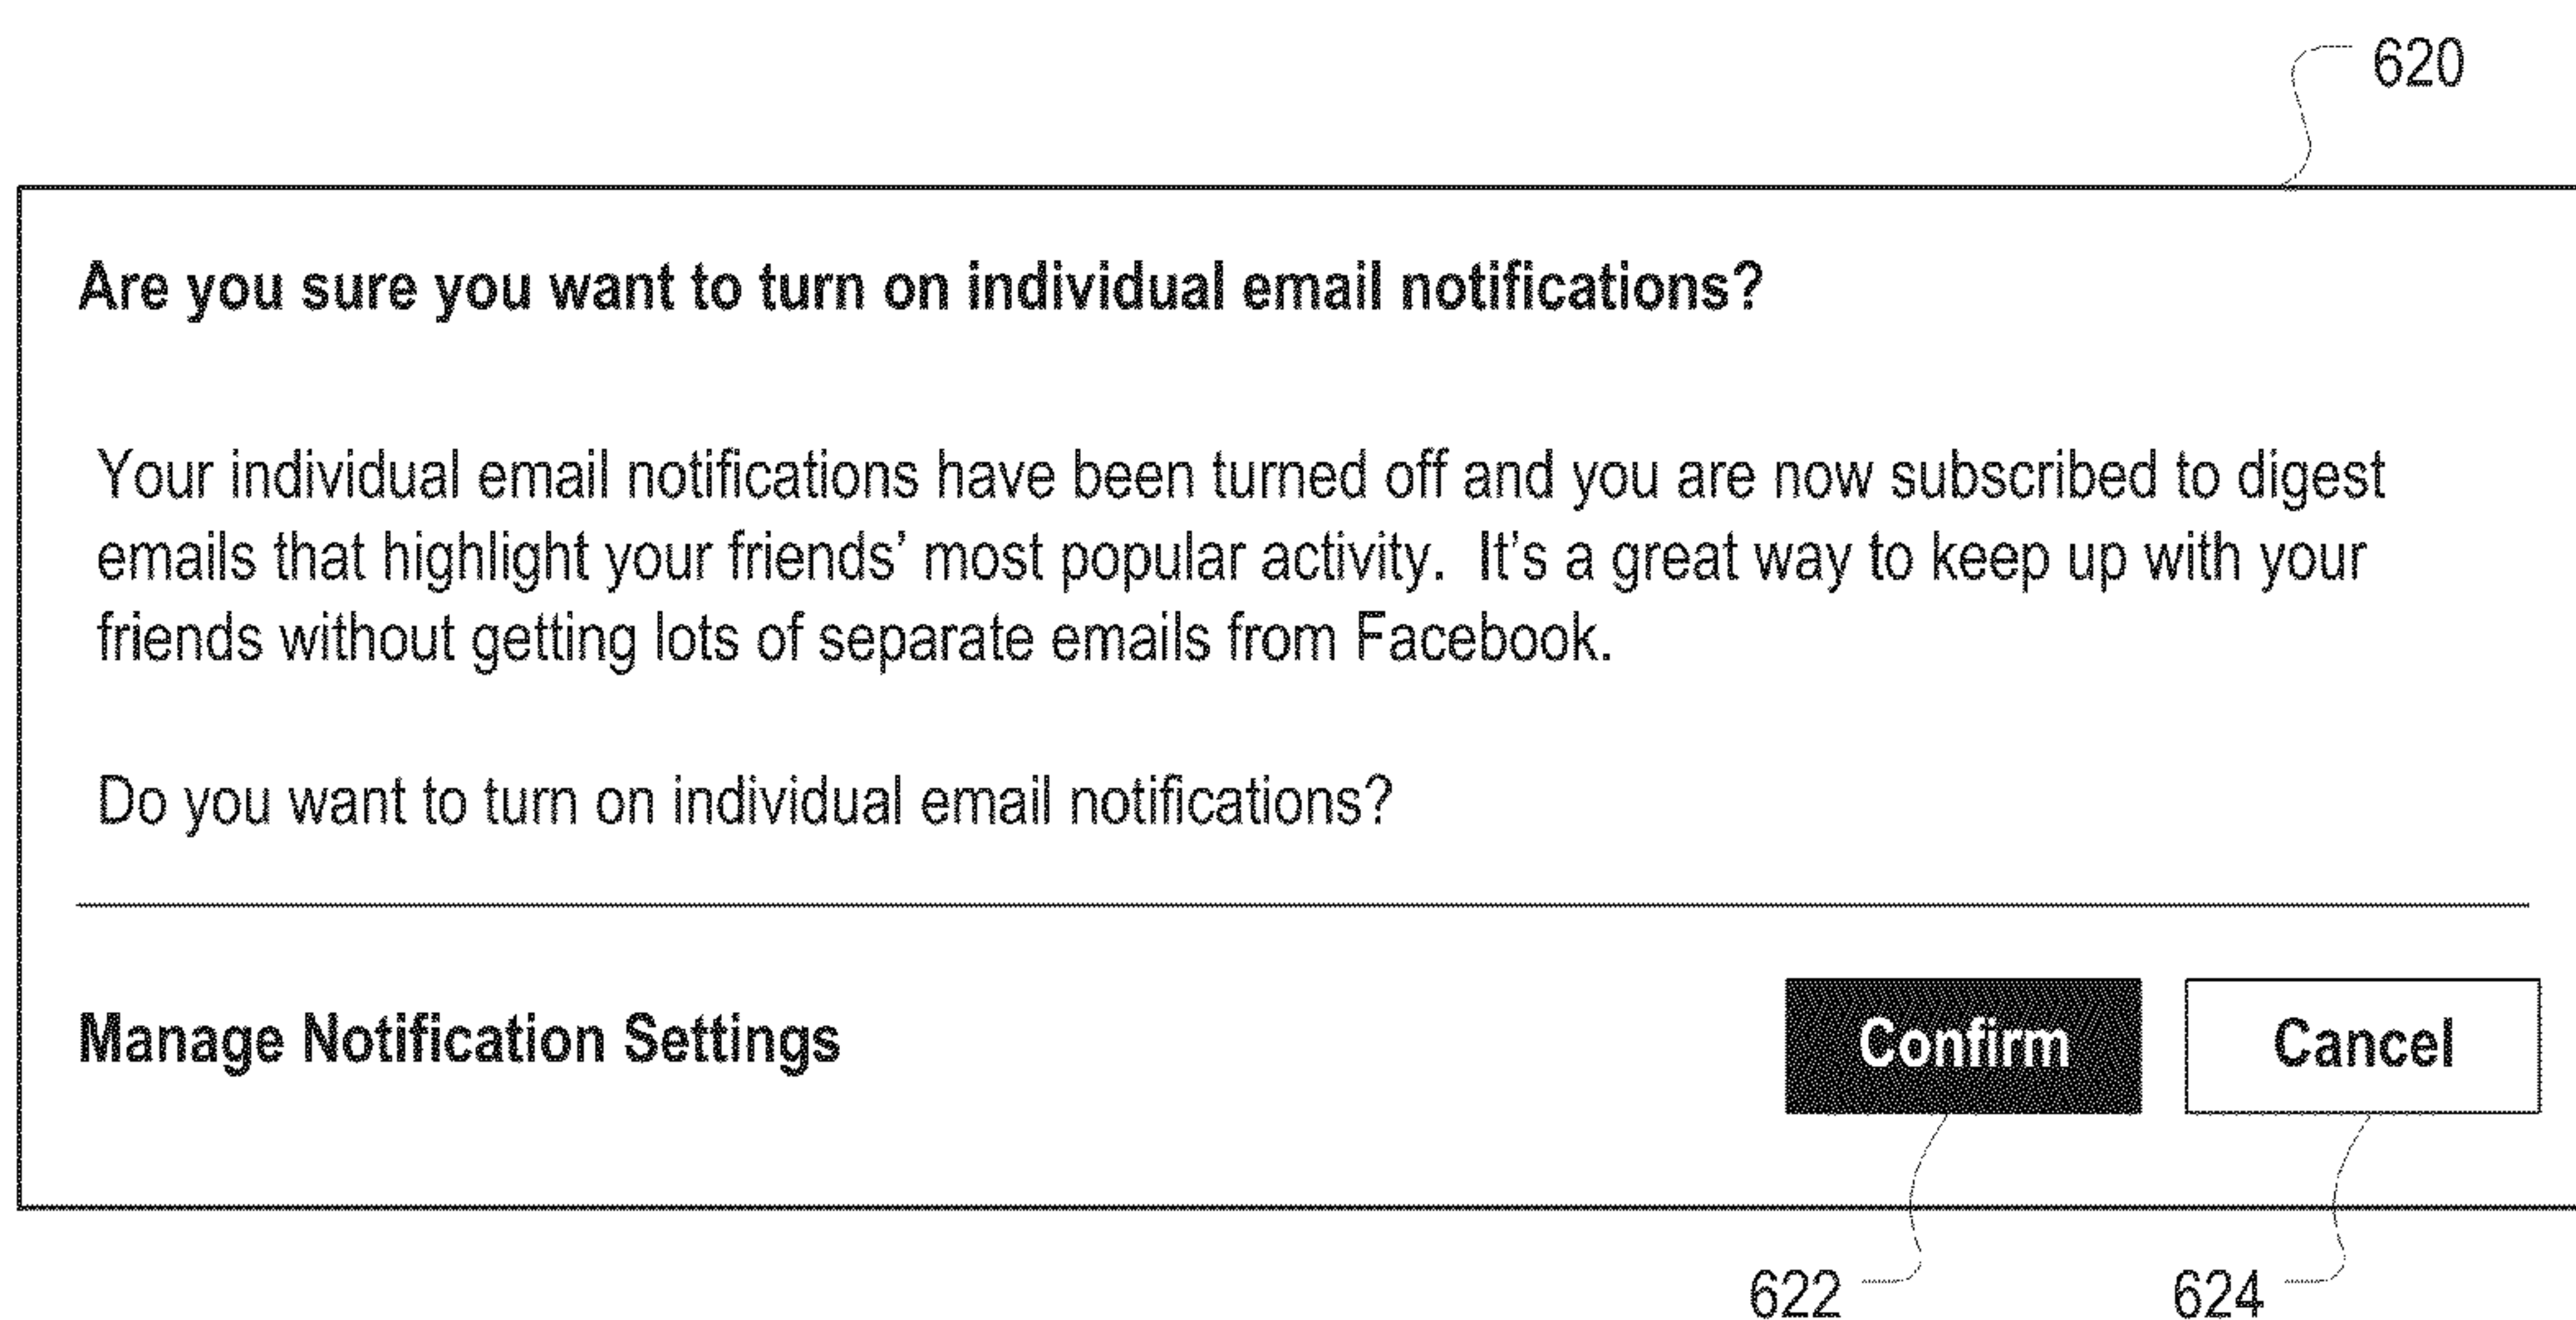 620
Are you sure you want to turn on individual email notifications?
Your individual email notifications have been turned off and you are now subscribed to digest
emails that highlight your friends’ most popular activity.  It’s a great way to keep up with your
friends without getting lots of separate emails from Facebook.
Do you want to turn on individual email notifications?
Manage Notification Settings Confirm Cancel
622 624